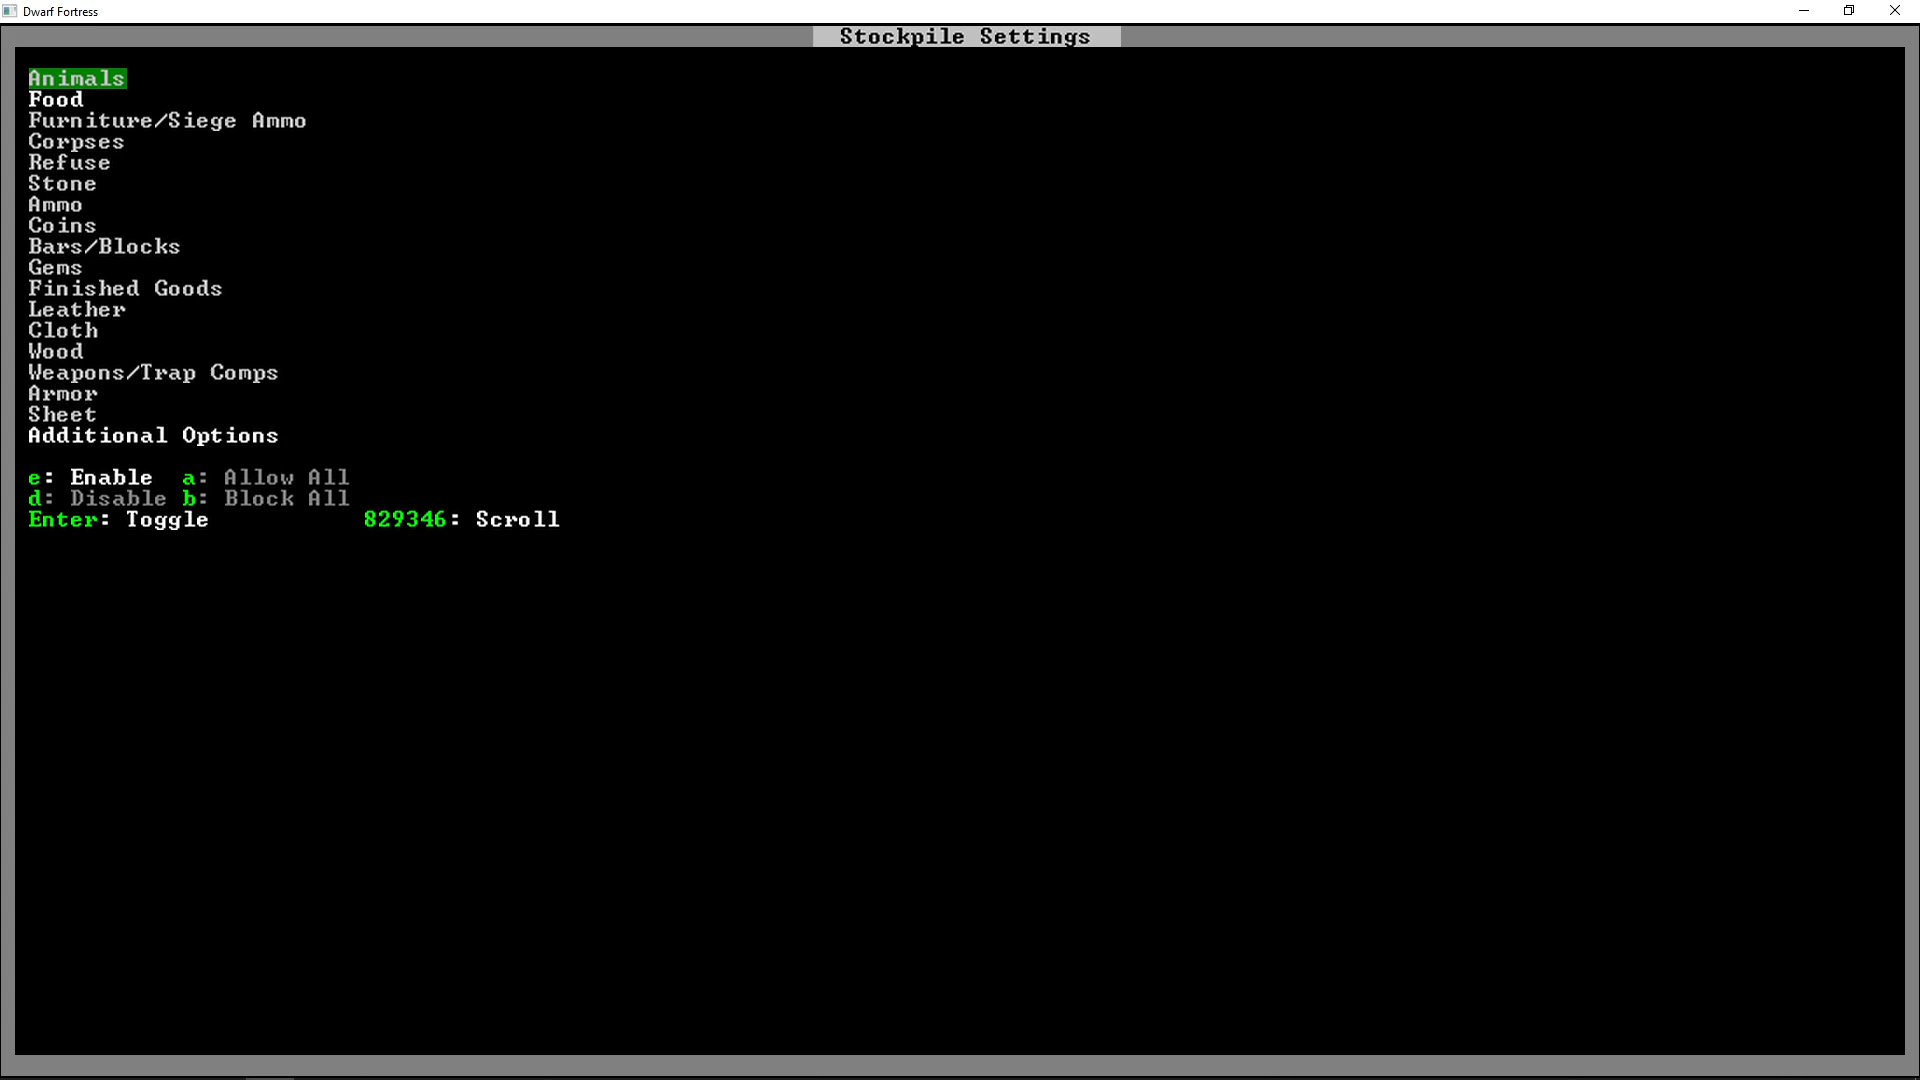 Dwarf Fortress
Stockpile Settings
Animals
Food
Furniture/Siege Ammo
Corpses
Refuse
Stone
Ammo
Coins
Bars/Blocks
Gems
Finished Goods
Leather
Cloth
Wood
Weapons/Trap Comps
Armor
Sheet
Additional Options
e: Enable a: Allow All
d: Disable b: Block All
Enter: Toggle 829346: Scroll